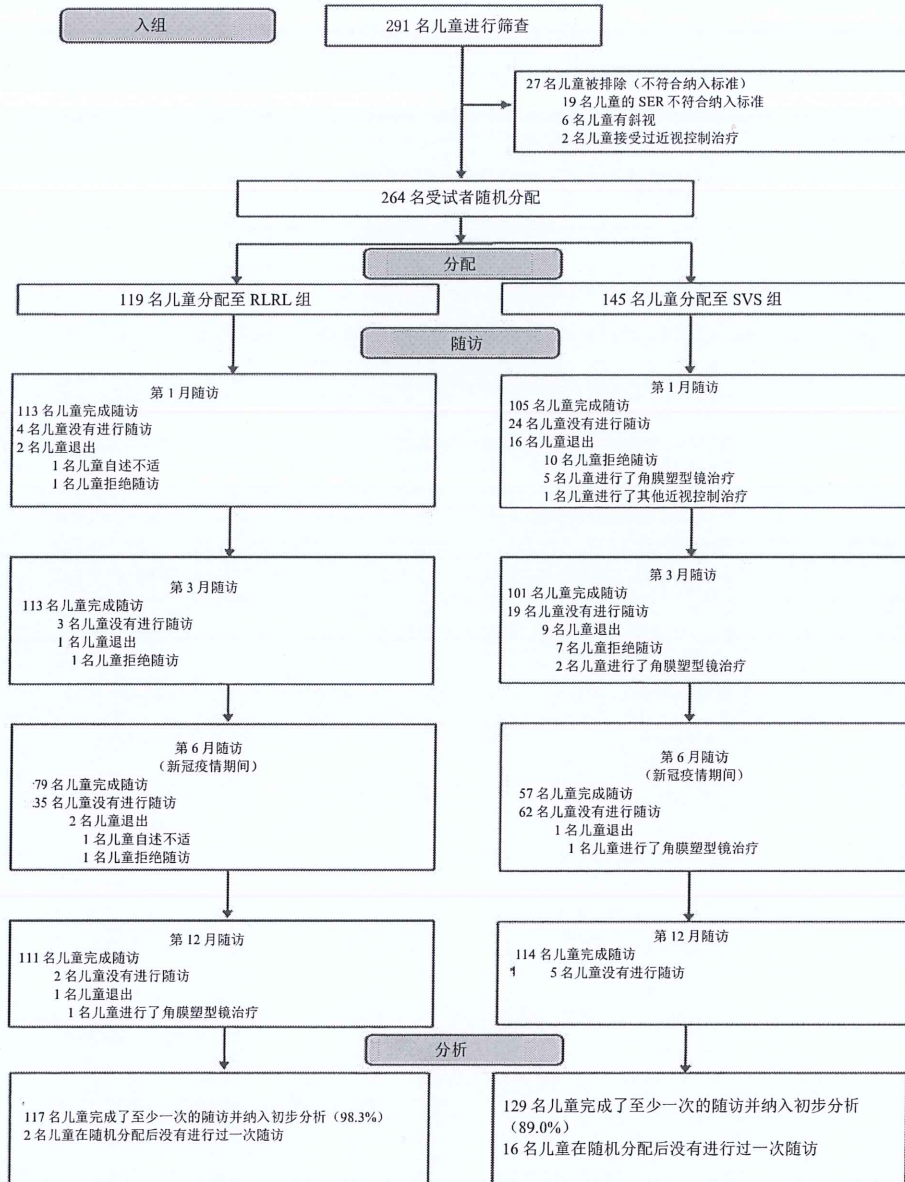 入组
291 名儿童进行筛查
27 名儿童被排除（不符合纳入标准）
19 名儿童的 SER 不符合纳入标准
6 名儿童有斜视
2 名儿童接受过近视控制治疗
264 名受试者随机分配
分配
119 名儿童分配至 RLRL 组
145 名儿童分配至 SVS 组
随访
第 1 月随访
113 名儿童完成随访
4 名儿童没有进行随访
2 名儿童退出
1 名儿童自述不适
1 名儿童拒绝随访
第 1 月随访
105 名儿童完成随访
24 名儿童没有进行随访
16 名儿童退出
10 名儿童拒绝随访
5 名儿童进行了角膜塑型镜治疗
1 名儿童进行了其他近视控制治疗
第 3 月随访
113 名儿童完成随访
3 名儿童没有进行随访
1 名儿童退出
1 名儿童拒绝随访
第 3 月随访
101 名儿童完成随访
19 名儿童没有进行随访
9 名儿童退出
7 名儿童拒绝随访
2 名儿童进行了角膜塑型镜治疗
第 6 月随访
（新冠疫情期间）
79 名儿童完成随访
35 名儿童没有进行随访
2 名儿童退出
1 名儿童自述不适
1 名儿童拒绝随访
第 6 月随访
（新冠疫情期间）
57 名儿童完成随访
62 名儿童没有进行随访
1 名儿童退出
1 名儿童进行了角膜塑型镜治疗
第 12 月随访
111 名儿童完成随访
2 名儿童没有进行随访
1 名儿童退出
1 名儿童进行了角膜塑型镜治疗
第 12 月随访
114 名儿童完成随访
1 5 名儿童没有进行随访
分析
117 名儿童完成了至少一次的随访并纳入初步分析（98.3%）
2 名儿童在随机分配后没有进行过一次随访
129 名儿童完成了至少一次的随访并纳入初步分析
（89.0%）
16 名儿童在随机分配后没有进行过一次随访